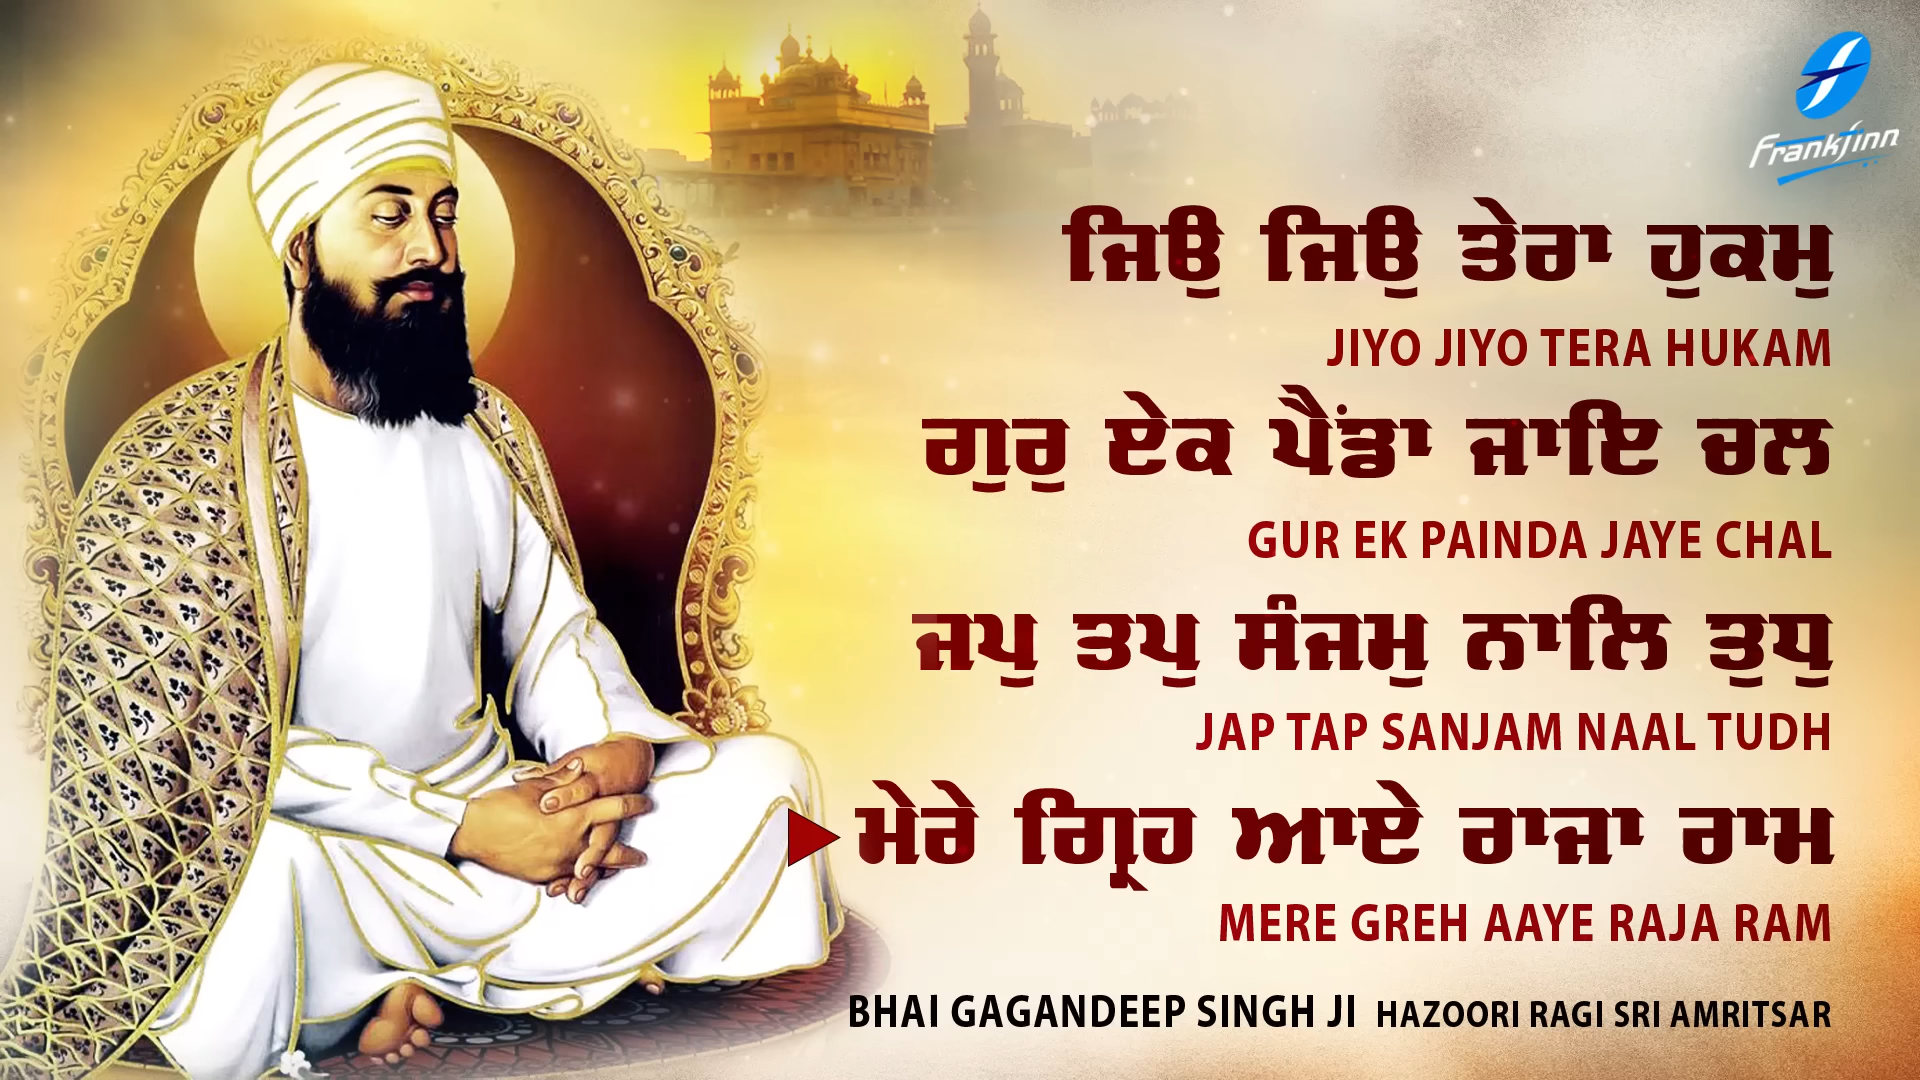 Frankfinn
ਜਿਉ ਜਿਉ ਤੇਰਾ ਹੁਕਮੁ
JIYO JIYO TERA HUKAM
ਗੁਰੁ ਏਕ ਪੈਂਡਾ ਜਾਇ ਚਲ
GUR EK PAINDA JAYE CHAL
ਜਪੁ ਤਪੁ ਸੰਜਮੁ ਨਾਲਿ ਤੁਧੁ
JAP TAP SANJAM NAAL TUDH
ਮੇਰੇ ਗ੍ਰਿਹ ਆਏ ਰਾਜਾ ਰਾਮ
MERE GREH AAYE RAJA RAM
BHAI GAGANDEEP SINGH JI HAZOORI RAGI SRI AMRITSAR